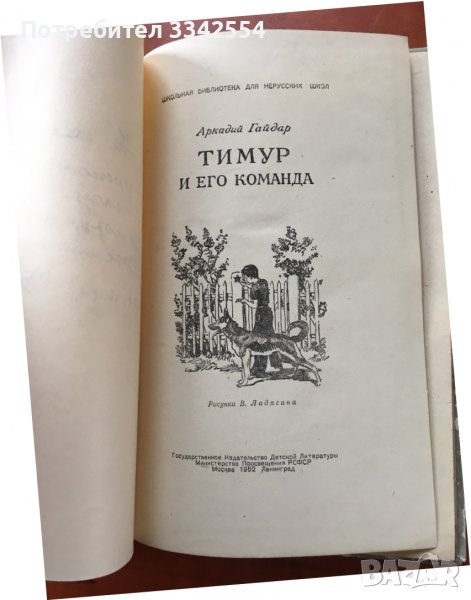 Потребител 3342554
ШКОЛЬНАЯ БИБЛИОТЕКА ДЛЯ НЕРУССКИХ ШКОЛ
Аркадий Гайдар
ТИМУР
И ЕГО КОМАНДА
Рисунки В. Ладягина
Государственное Издательство Детской Литературы
Министерства Просвещения РСФСР
Москва 1952 Ленинград
BAZAR